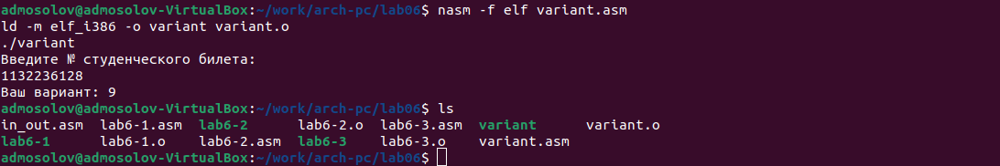 admosolov@admosolov-VirtualBox:~/work/arch-pc/lab06$ nasm -f elf variant.asm
ld -m elf_i386 -o variant variant.o
./variant
Введите № студенческого билета:
1132236128
Ваш вариант: 9
admosolov@admosolov-VirtualBox:~/work/arch-pc/lab06$ ls
in_out.asm lab6-1.asm lab6-2 lab6-2.o lab6-3.asm variant variant.o
lab6-1 lab6-1.o lab6-2.asm lab6-3 lab6-3.o variant.asm
admosolov@admosolov-VirtualBox:~/work/arch-pc/lab06$